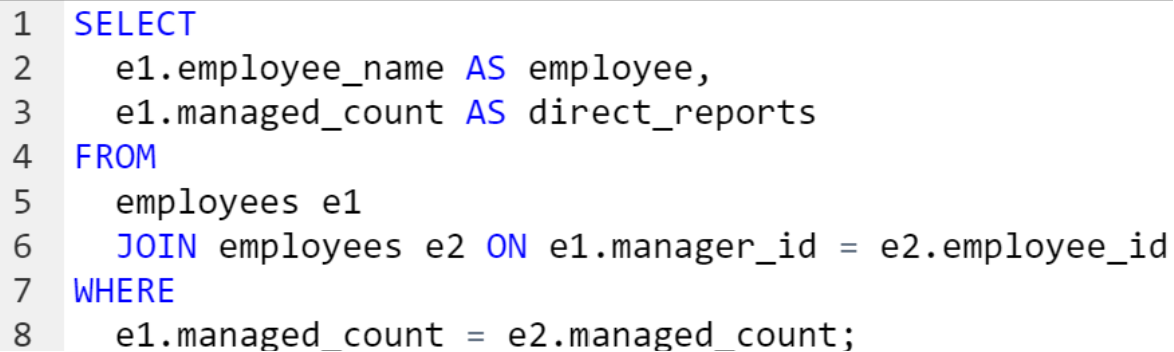 1 SELECT
2 e1.employee_name AS employee,
3 e1.managed_count AS direct_reports
4 FROM
5 employees e1
6 JOIN employees e2 ON e1.manager_id = e2.employee_id
7 WHERE
8 e1.managed_count = e2.managed_count;